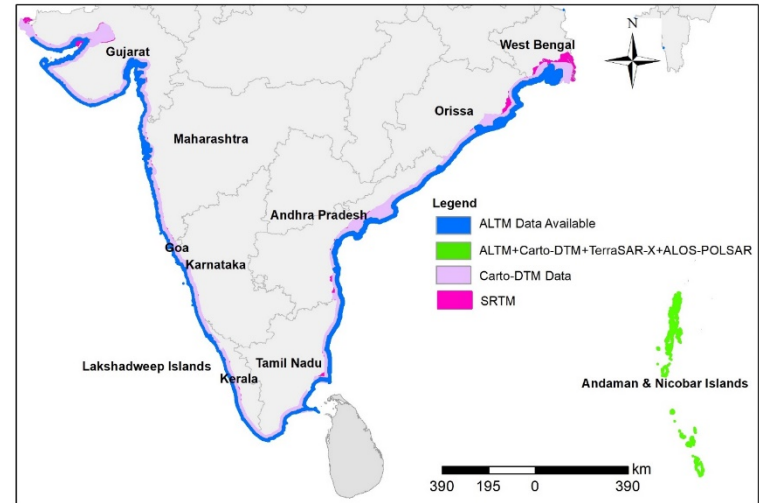 Gujarat
West Bengal
N
Orissa
Maharashtra
Andhra Pradesh
Goa
Karnataka
Lakshadweep Islands
Tamil Nadu
Kerala
Legend
ALTM Data Available
ALTM+Carto-DTM+TerraSAR-X+ALOS-POLSAR
Carto-DTM Data
SRTM
Andaman & Nicobar Islands
km
390 195 0 390